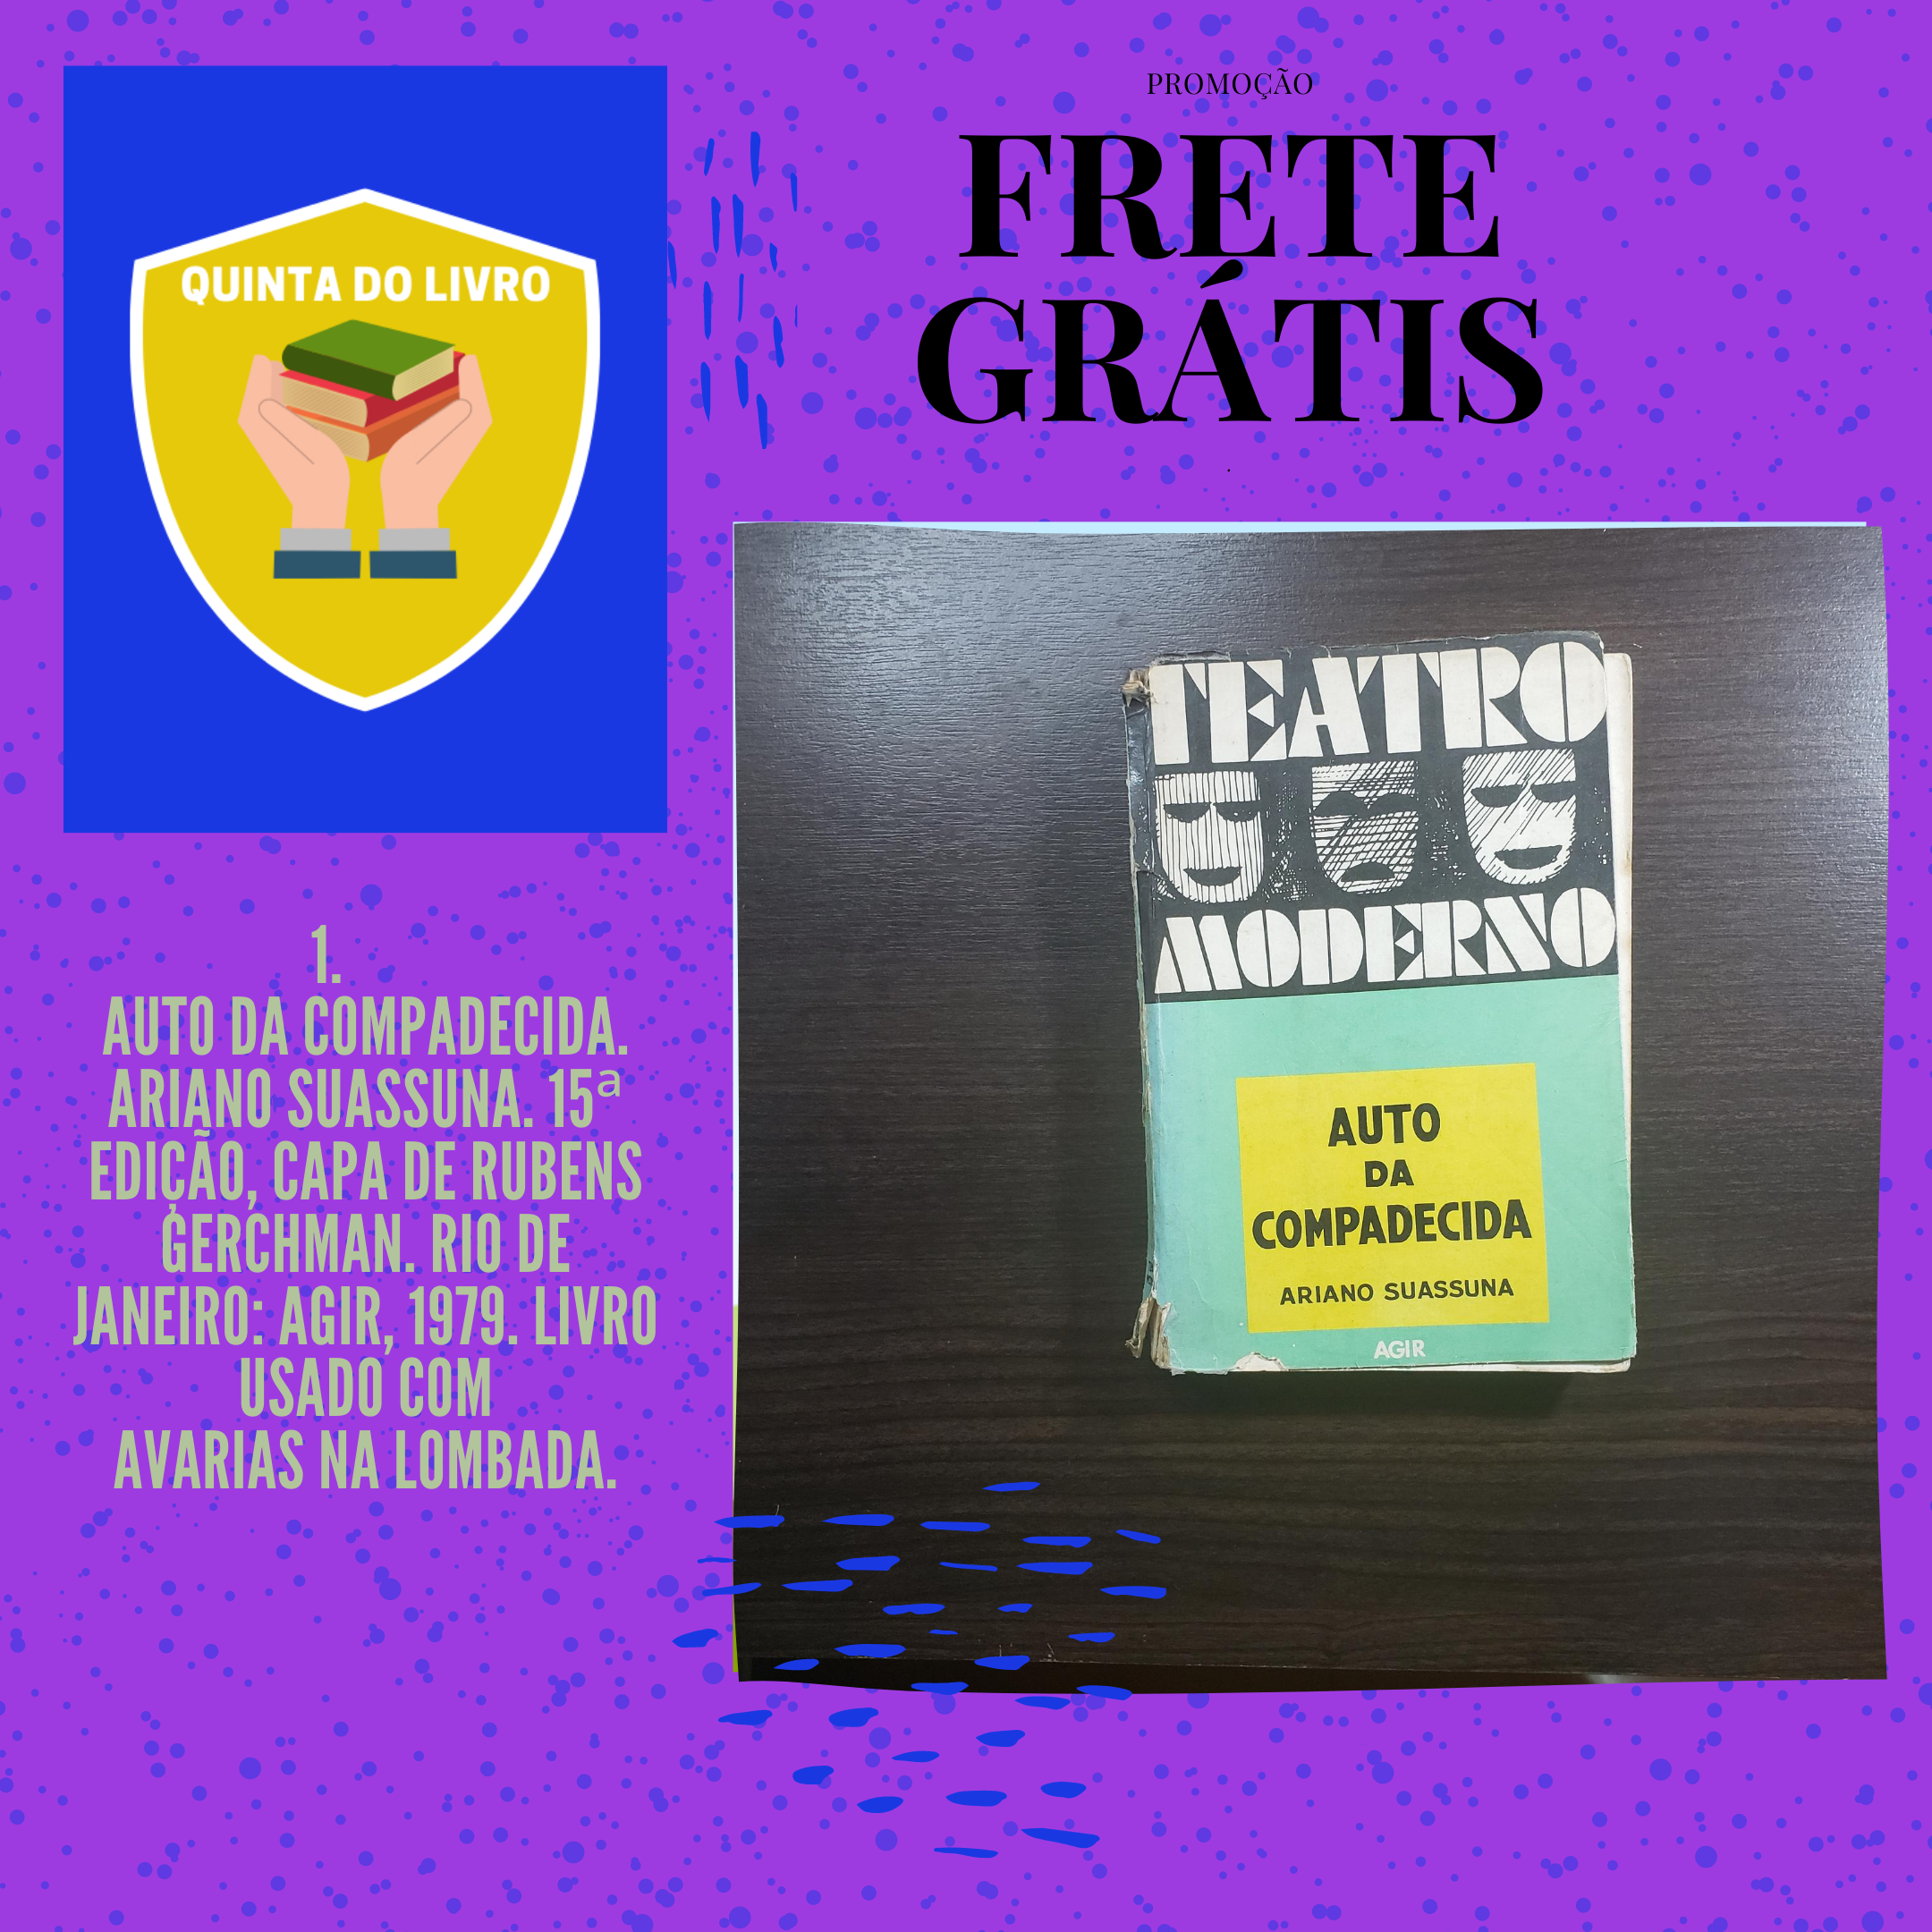 QUINTA DO LIVRO
PROMOÇÃO
FRETE
GRÁTIS
.
1.
AUTO DA COMPADECIDA.
ARIANO SUASSUNA. 15ª
EDIÇÃO, CAPA DE RUBENS
GERCHMAN. RIO DE
JANEIRO: AGIR, 1979. LIVRO
USADO COM
AVARIAS NA LOMBADA.
TEATRO
MODERNO
AUTO
DA
COMPADECIDA
ARIANO SUASSUNA
AGIR